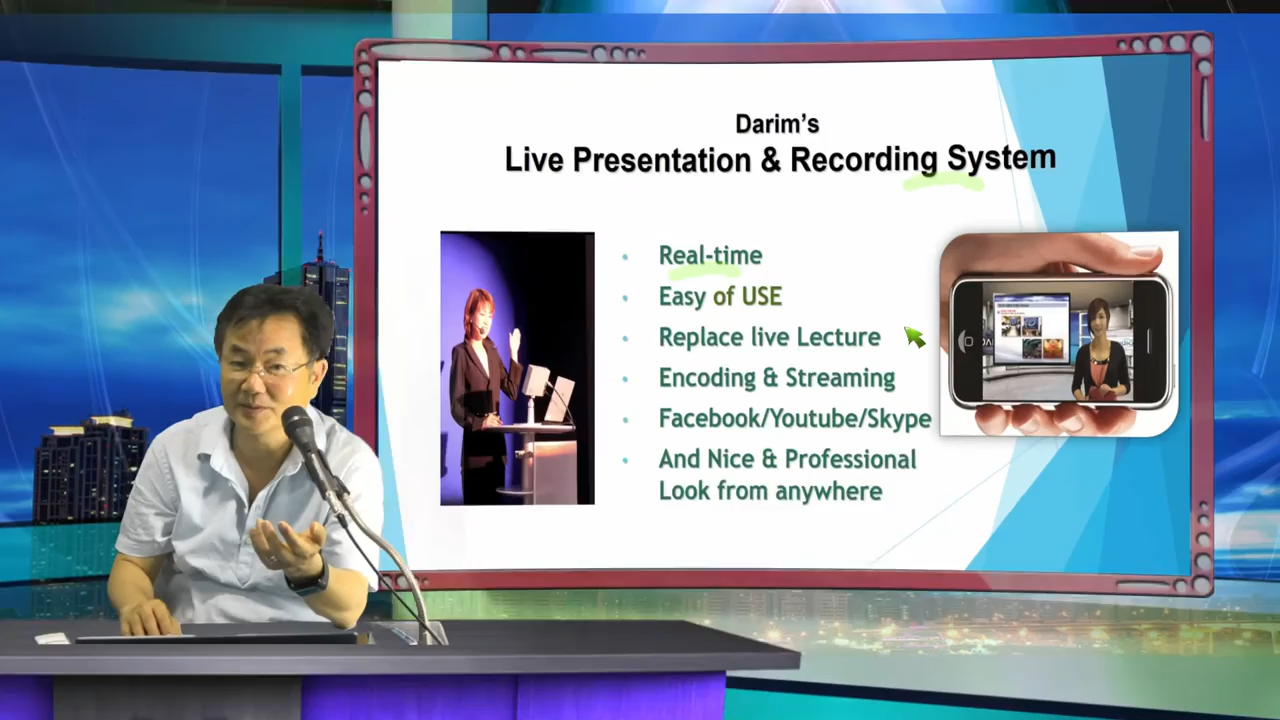 Darim’s
Live Presentation & Recording System
Real-time
Easy of USE
Replace live Lecture
Encoding & Streaming
Facebook/Youtube/Skype
And Nice & Professional
Look from anywhere